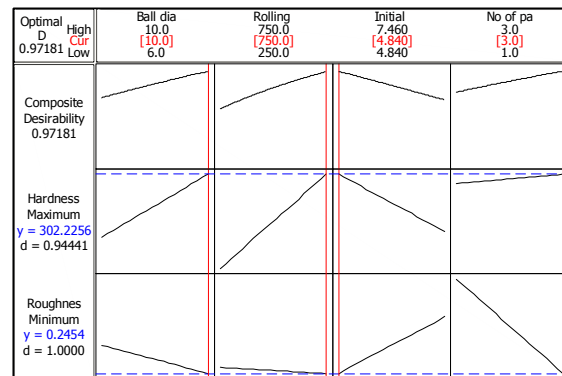 Optimal
D
0.97181
High
Cur
Low
Ball dia
10.0
[10.0]
6.0
Rolling
750.0
[750.0]
250.0
Initial
7.460
[4.840]
4.840
No of pa
3.0
[3.0]
1.0
Composite
Desirability
0.97181
Hardness
Maximum
y = 302.2256
d = 0.94441
Roughnes
Minimum
y = 0.2454
d = 1.0000